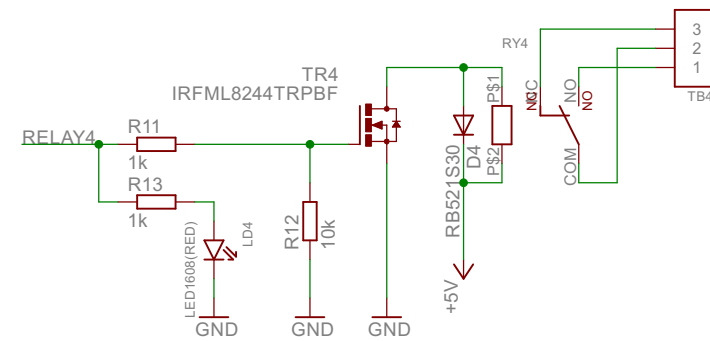 TR4
IRFML8244TRPBF
RELAY4
R11
1k
R13
1k
LED1608(RED)
LD4
R12
10k
GND
GND
GND
RB521S30
D4
P$1
P$2
+5V
RY4
NC
NO
NO
COM
3
2
1
TB4